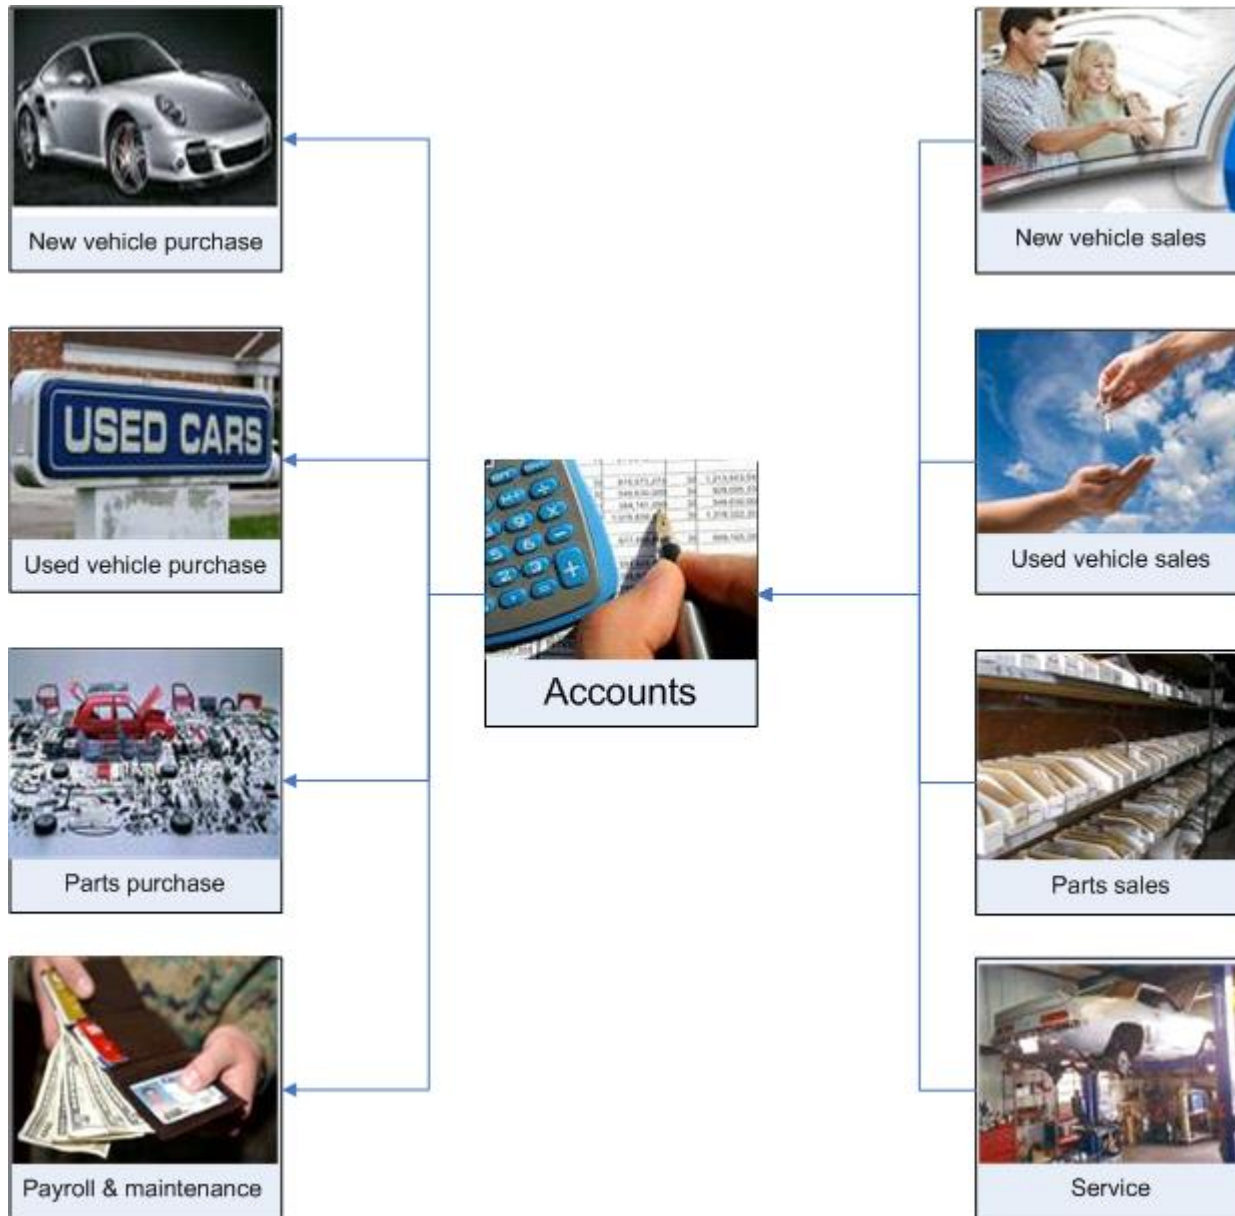 New vehicle purchase
New vehicle sales
USED CARS
Used vehicle purchase
Used vehicle sales
Accounts
Parts purchase
Parts sales
Payroll & maintenance
Service